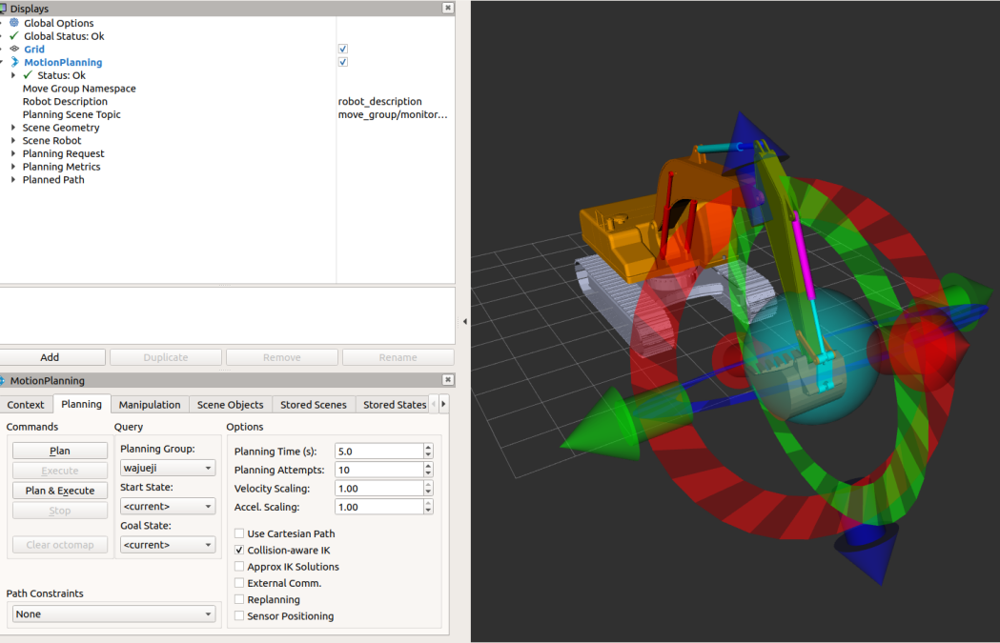 Displays
Global Options
Global Status: Ok
Grid
MotionPlanning
Status: Ok
Move Group Namespace
Robot Description robot_description
Planning Scene Topic move_group/monitor...
Scene Geometry
Scene Robot
Planning Request
Planning Metrics
Planned Path
Add Duplicate Remove Rename
MotionPlanning
Context Planning Manipulation Scene Objects Stored Scenes Stored States
Commands Query Options
Plan Planning Group: Planning Time (s): 5.0
Execute wajueji Planning Attempts: 10
Plan & Execute Start State: Velocity Scaling: 1.00
Stop <current> Accel. Scaling: 1.00
Goal State: Use Cartesian Path
Clear octomap <current> Collision-aware IK
Approx IK Solutions
External Comm.
Path Constraints Replanning
None Sensor Positioning